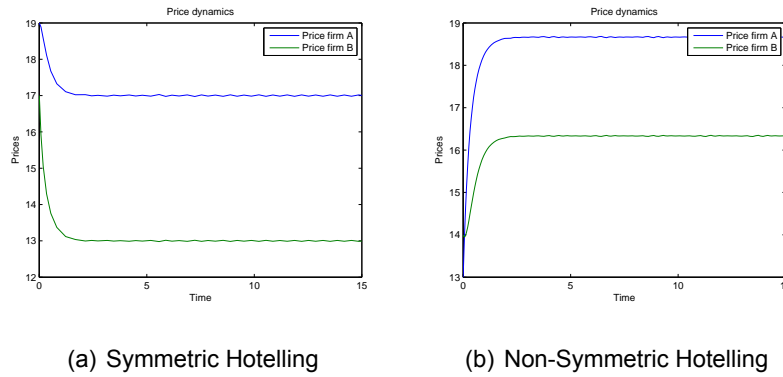 Price dynamics
19
18
17
16
15
14
13
12
Prices
0
5
10
15
Time
Price firm A
Price firm B
(a) Symmetric Hotelling
Price dynamics
19
18
17
16
15
14
13
Prices
0
5
10
Time
Price firm A
Price firm B
(b) Non-Symmetric Hotelling